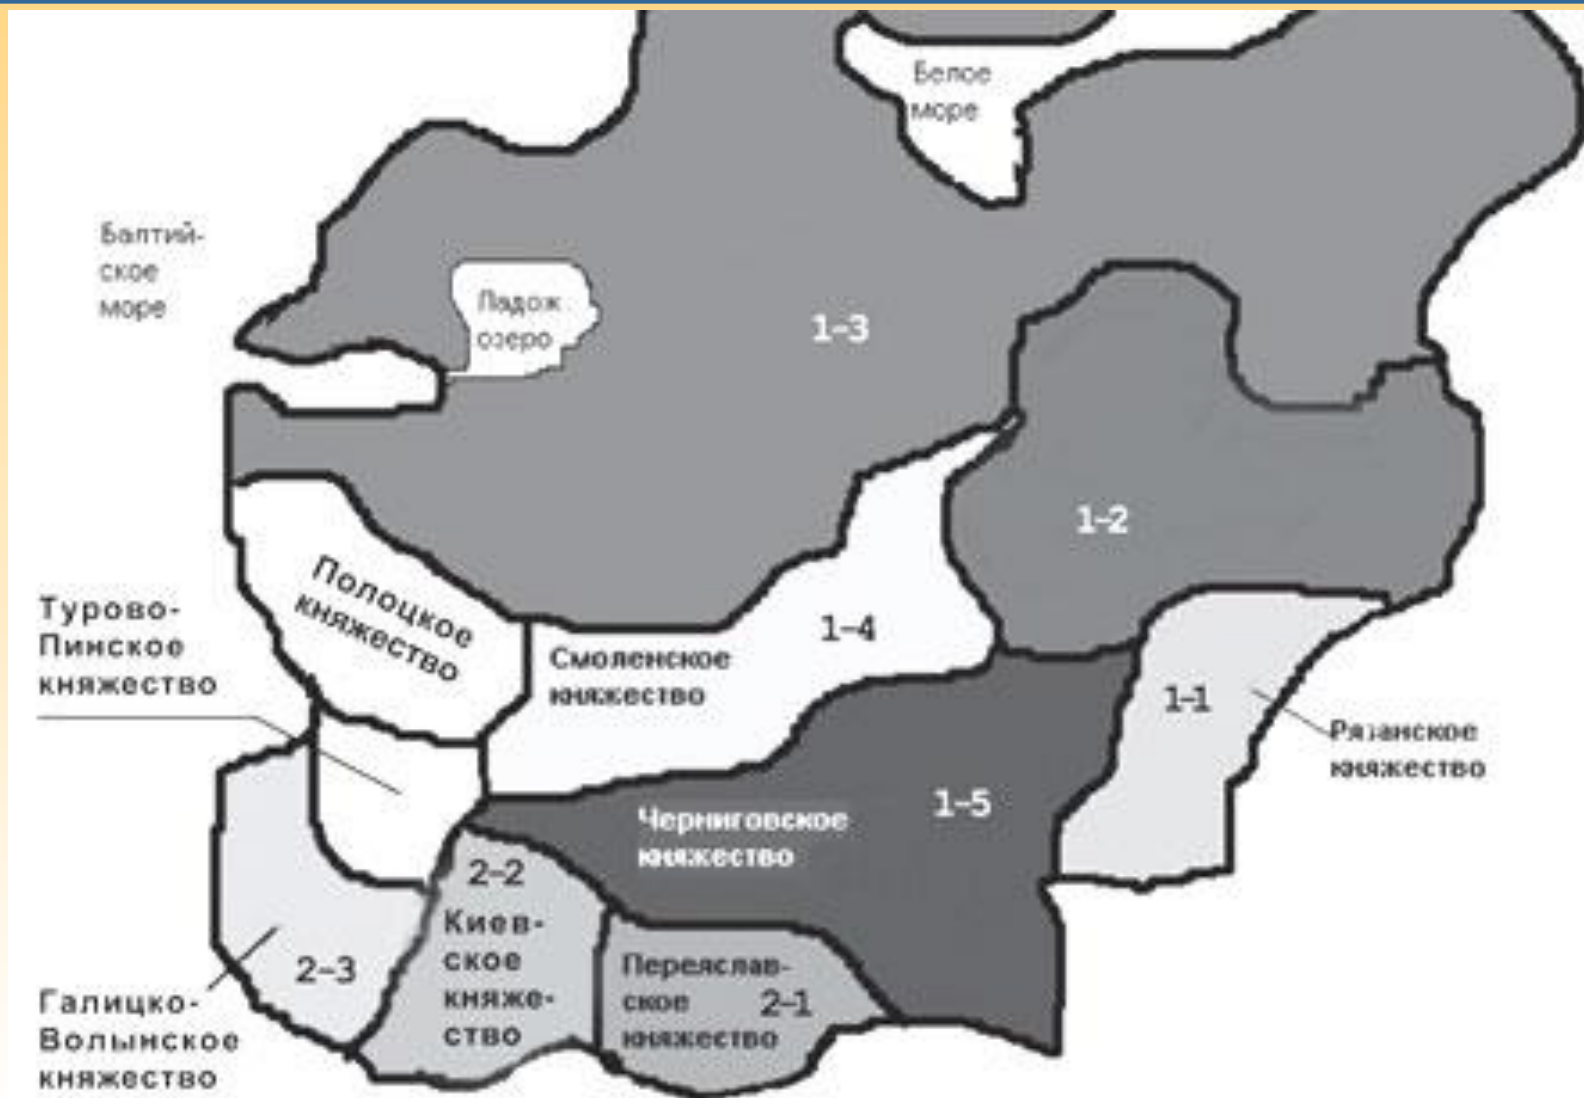 Белое
море
Балтий-
ское
море
Ладож.
озеро
1-3
1-2
Полоцкое
княжество
Турово-
Пинское
княжество
1-4
Смоленское
княжество
1-1
Рязанское
княжество
1-5
Черниговское
княжество
2-2
Киев-
ское
княже-
ство
Переяслав-
ское
княжество
2-1
2-3
Галицко-
Волынское
княжество